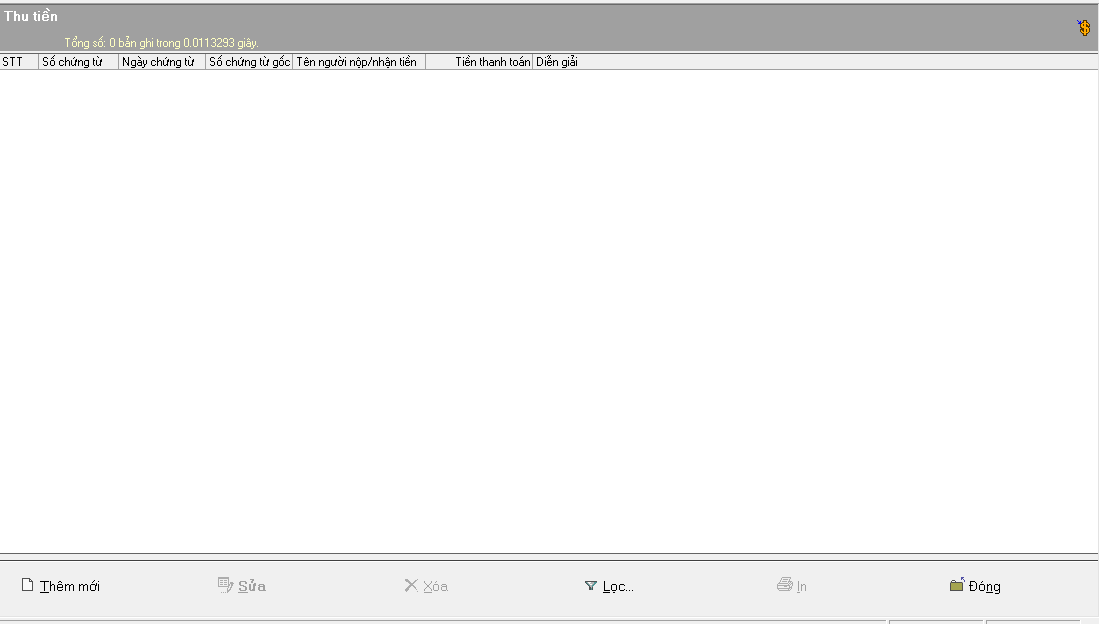 Thu tiền
Tổng số: 0 bản ghi trong 0.0113293 giây.
STT Số chứng từ Ngày chứng từ Số chứng từ gốc Tên người nộp/nhận tiền Tiền thanh toán Diễn giải
Thêm mới Sửa Xóa Lọc... In Đóng